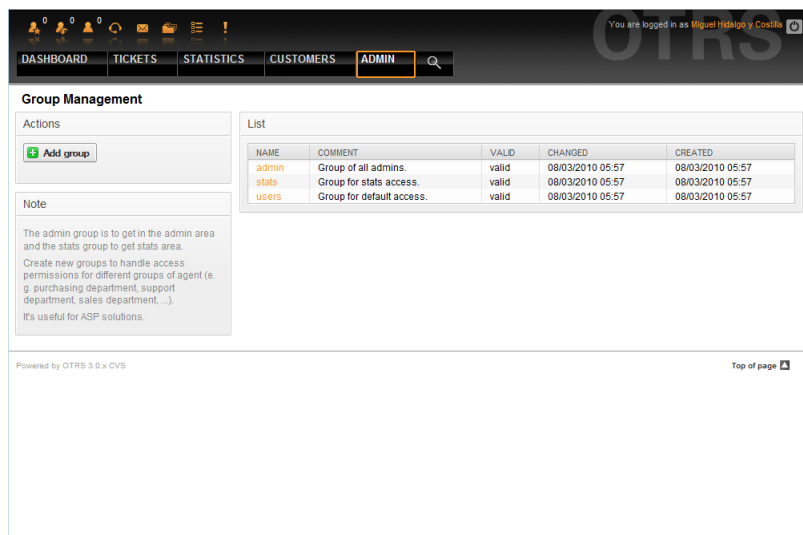 0 0 0
You are logged in as Miguel Hidalgo y Costilla
OTRS
DASHBOARD TICKETS STATISTICS CUSTOMERS ADMIN
Group Management
Actions
Add group
Note
The admin group is to get in the admin area
and the stats group to get stats area.
Create new groups to handle access
permissions for different groups of agent (e.
g. purchasing department, support
department, sales department, ...).
It's useful for ASP solutions.
List
NAME COMMENT VALID CHANGED CREATED
admin Group of all admins. valid 08/03/2010 05:57 08/03/2010 05:57
stats Group for stats access. valid 08/03/2010 05:57 08/03/2010 05:57
users Group for default access. valid 08/03/2010 05:57 08/03/2010 05:57
Powered by OTRS 3.0.x CVS
Top of page